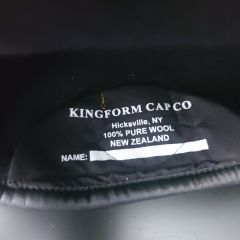 KINGFORM CAP CO
Hicksville, NY
100% PURE WOOL
NEW ZEALAND
NAME: